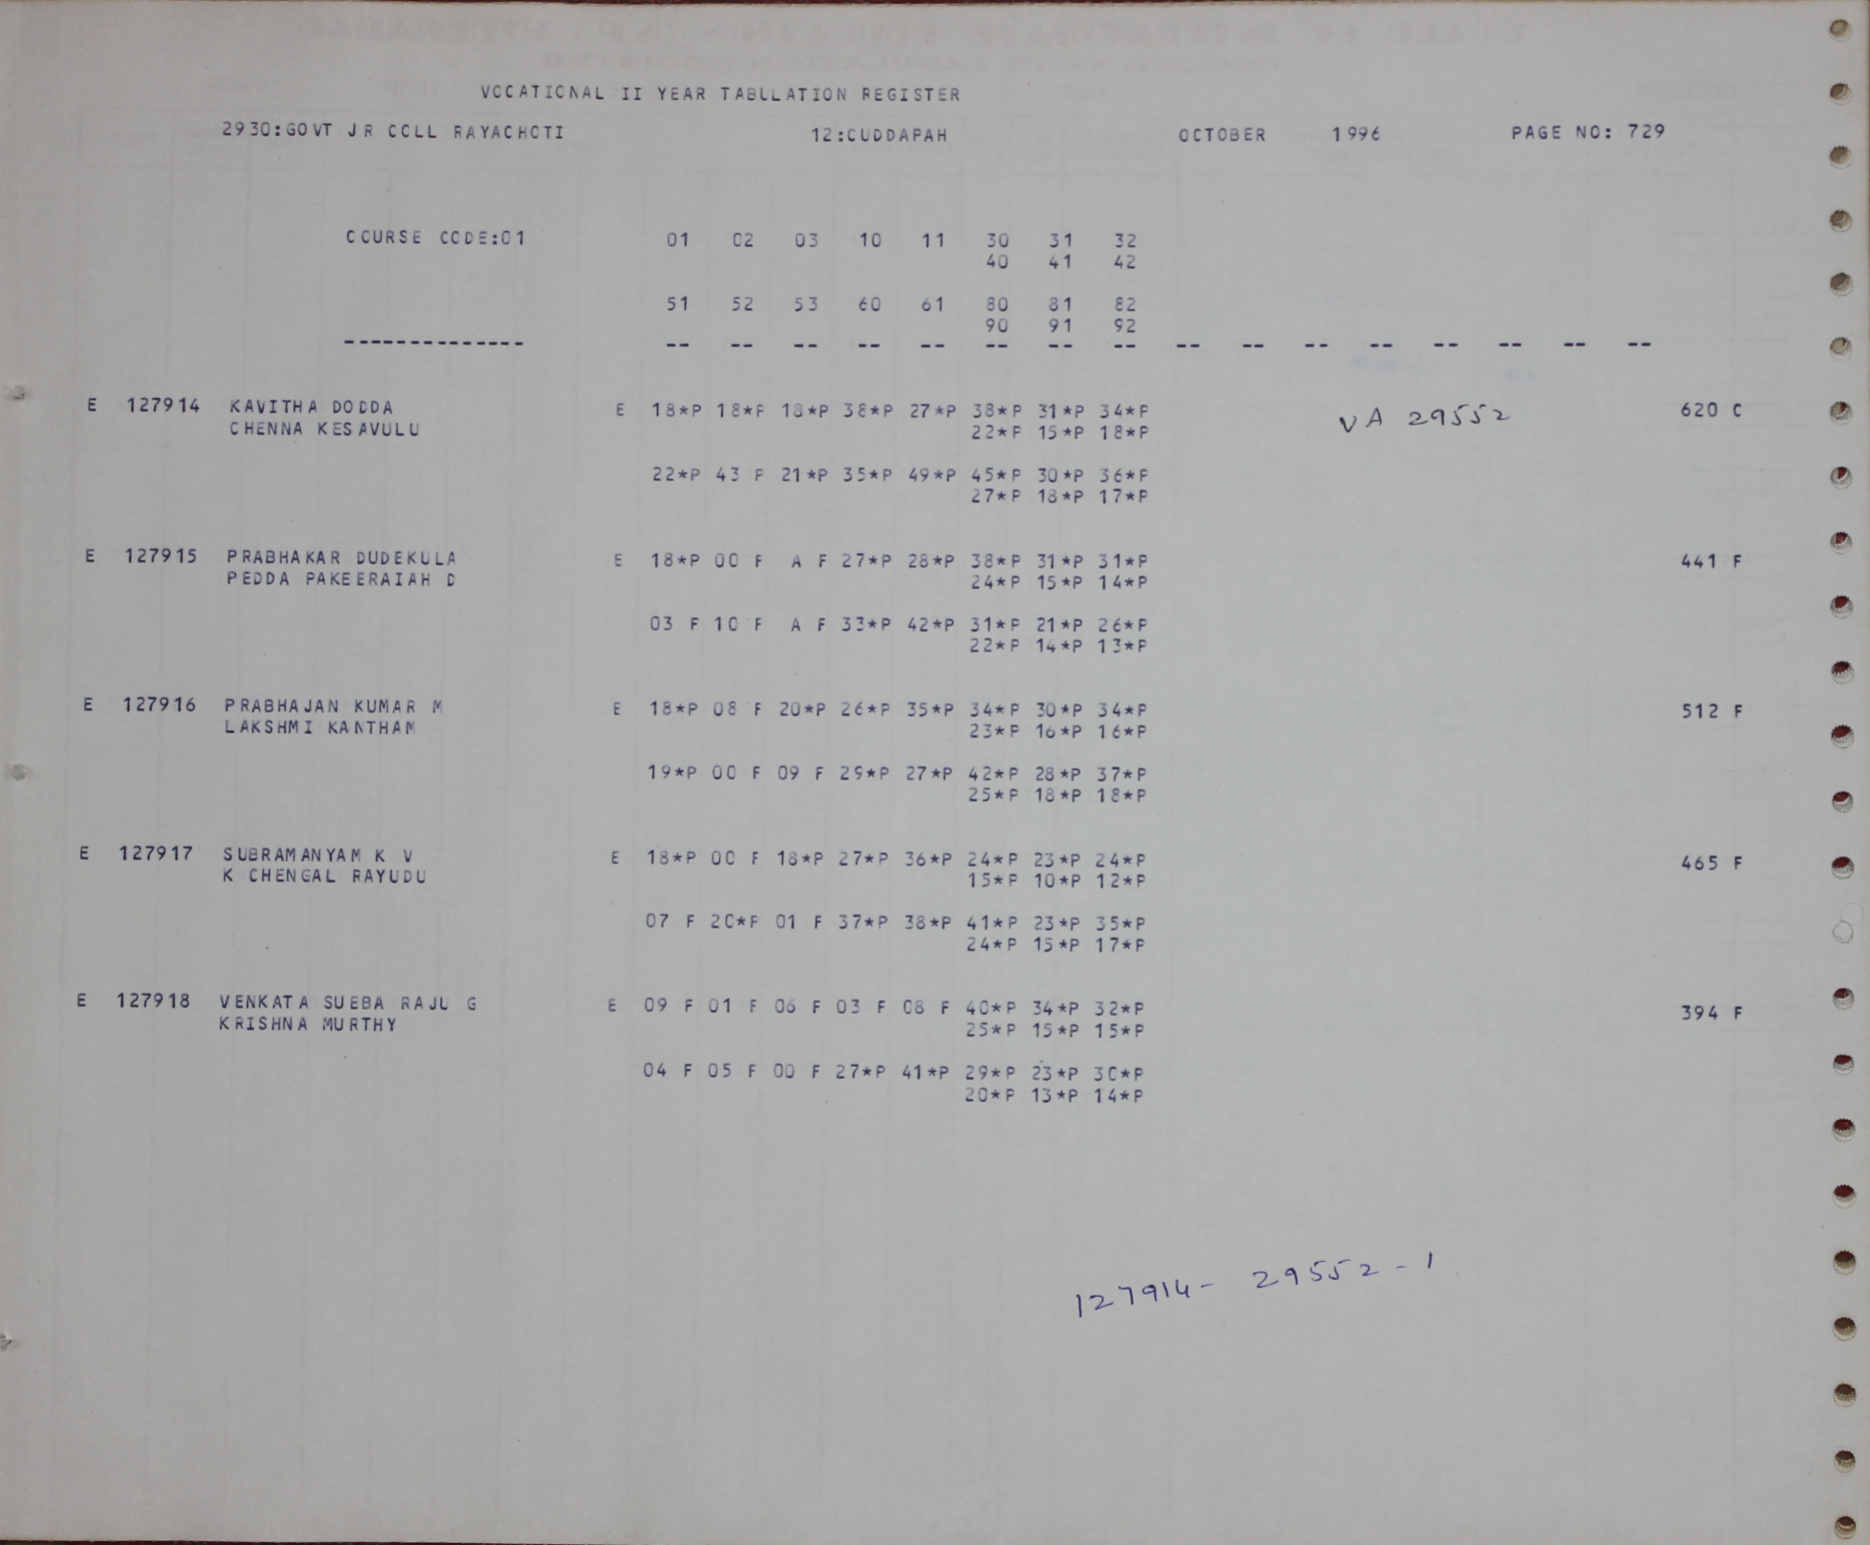 VOCATIONAL II YEAR TABULATION REGISTER
2930:GOVT JR COLL RAYACHOTI 12:CUDDAPAH OCTOBER 1996 PAGE NO: 729
COURSE CODE:01 01 02 03 10 11 30 31 32
40 41 42
51 52 53 60 61 80 81 82
90 91 92
-------------- -- -- -- -- -- -- -- -- -- -- -- -- -- -- -- --
E 127914 KAVITHA DODDA E 18*P 18*P 18*P 38*P 27*P 38*P 31*P 34*P VA 29552 620 C
CHENNA KESAVULU 22*P 15*P 18*P
22*P 43 P 21*P 35*P 49*P 45*P 30*P 36*P
27*P 18*P 17*P
E 127915 PRABHAKAR DUDEKULA E 18*P 00 F A F 27*P 28*P 38*P 31*P 31*P 441 F
PEDDA PAKEERAIAH D 24*P 15*P 14*P
03 F 10 F A F 33*P 42*P 31*P 21*P 26*P
22*P 14*P 13*P
E 127916 PRABHAJAN KUMAR M E 18*P 08 F 20*P 26*P 35*P 34*P 30*P 34*P 512 F
LAKSHMI KANTHAM 23*P 16*P 16*P
19*P 00 F 09 F 29*P 27*P 42*P 28*P 37*P
25*P 18*P 18*P
E 127917 SUBRAMANYAM K V E 18*P 00 F 18*P 27*P 36*P 24*P 23*P 24*P 465 F
K CHENGAL RAYUDU 15*P 10*P 12*P
07 F 20*P 01 F 37*P 38*P 41*P 23*P 35*P
24*P 15*P 17*P
E 127918 VENKATA SUBBA RAJU G E 09 F 01 F 06 F 03 F 08 F 40*P 34*P 32*P 394 F
KRISHNA MURTHY 25*P 15*P 15*P
04 F 05 F 00 F 27*P 41*P 29*P 23*P 30*P
20*P 13*P 14*P
127914- 29552-1